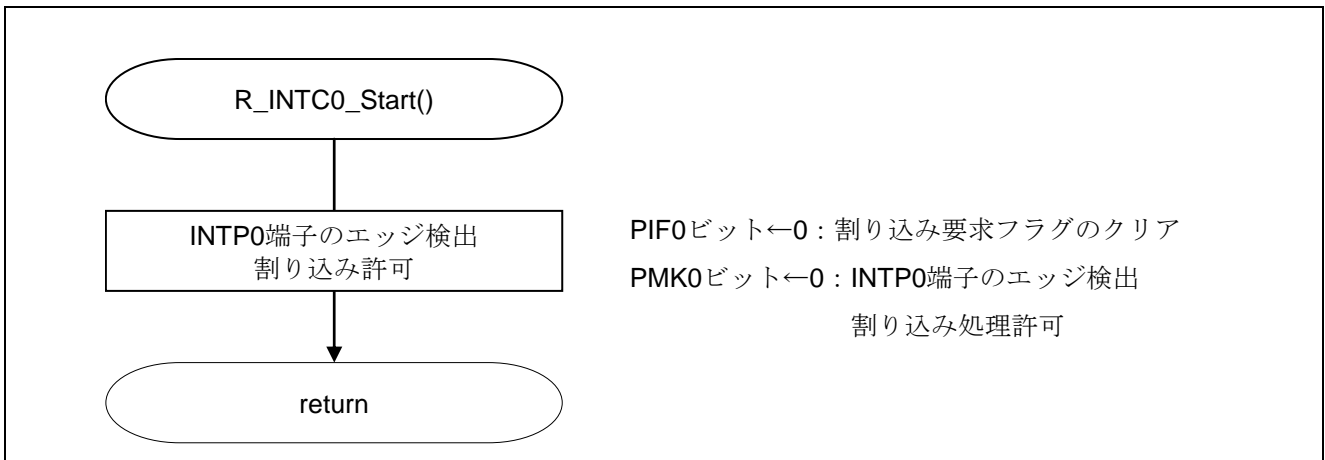 R_INTC0_Start()
INTP0端子のエッジ検出
割り込み許可
PIF0ビット←0：割り込み要求フラグのクリア
PMK0ビット←0：INTP0端子のエッジ検出
割り込み処理許可
return